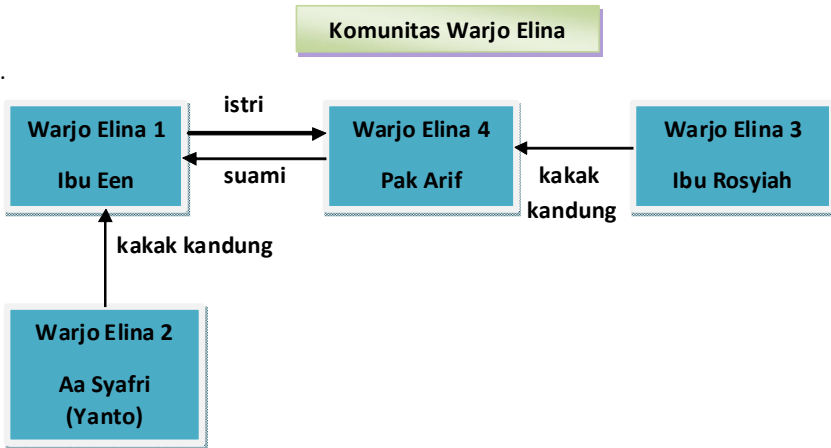 Komunitas Warjo Elina
.
Warjo Elina 1
Ibu Een
istri
suami
Warjo Elina 4
Pak Arif
kakak
kandung
Warjo Elina 3
Ibu Rosyiah
kakak kandung
Warjo Elina 2
Aa Syafri
(Yanto)